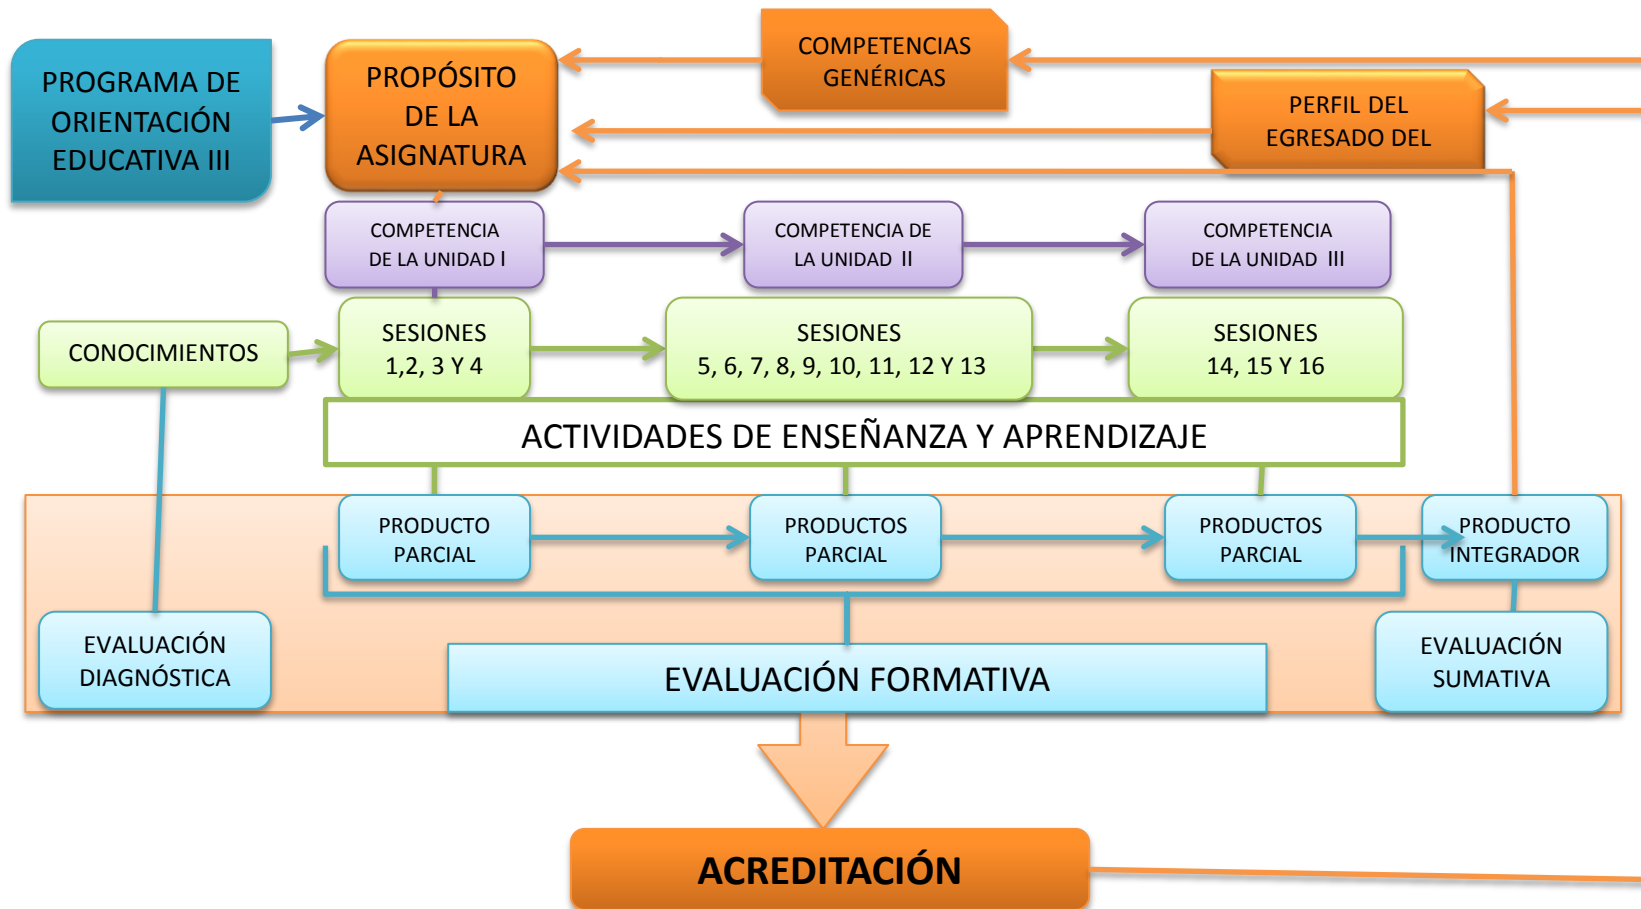 PROGRAMA DE
ORIENTACIÓN
EDUCATIVA III
PROPÓSITO
DE LA
ASIGNATURA
COMPETENCIAS
GENÉRICAS
PERFIL DEL
EGRESADO DEL
COMPETENCIA
DE LA UNIDAD I
COMPETENCIA DE
LA UNIDAD II
COMPETENCIA
DE LA UNIDAD III
CONOCIMIENTOS
SESIONES
1,2, 3 Y 4
SESIONES
5, 6, 7, 8, 9, 10, 11, 12 Y 13
SESIONES
14, 15 Y 16
ACTIVIDADES DE ENSEÑANZA Y APRENDIZAJE
PRODUCTO
PARCIAL
PRODUCTOS
PARCIAL
PRODUCTOS
PARCIAL
PRODUCTO
INTEGRADOR
EVALUACIÓN
DIAGNÓSTICA
EVALUACIÓN FORMATIVA
EVALUACIÓN
SUMATIVA
ACREDITACIÓN